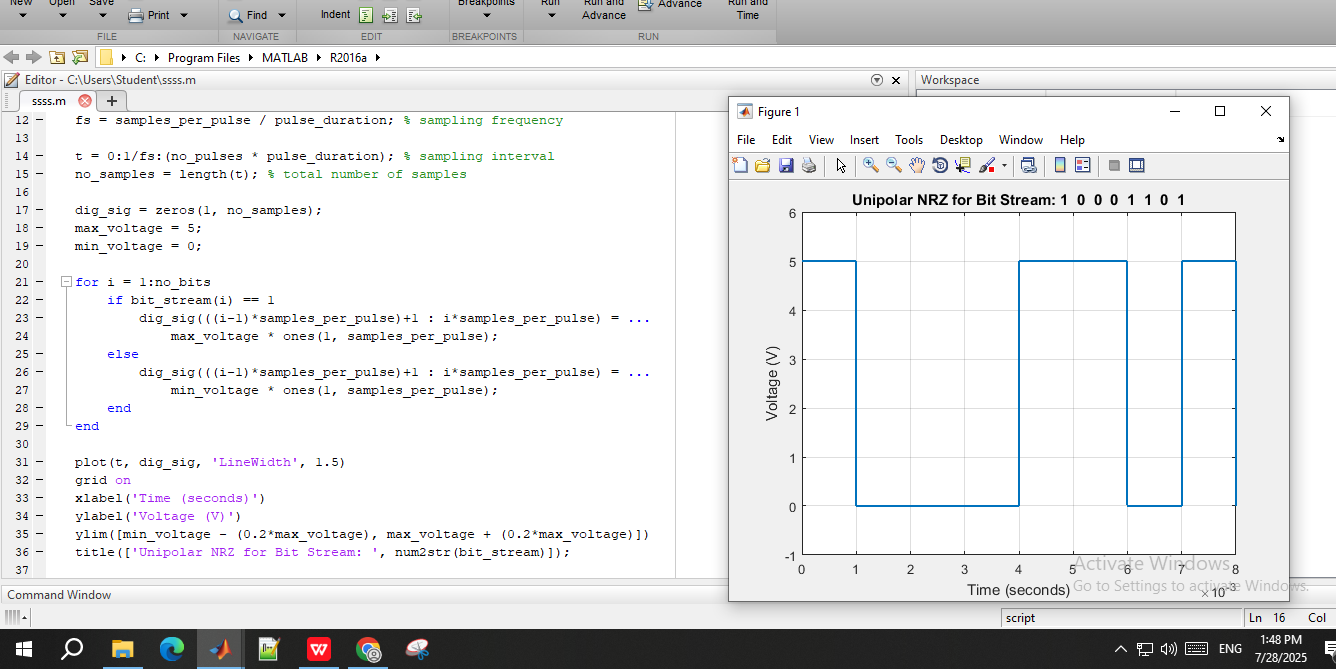 New Open Save Print Find Indent Breakpoints Run Run and Advance Advance Run and Time
FILE NAVIGATE EDIT BREAKPOINTS RUN
C: Program Files MATLAB R2016a
Editor - C:\Users\Student\ssss.m
Workspace
ssss.m
12 fs = samples_per_pulse / pulse_duration; % sampling frequency
13
14 t = 0:1/fs:(no_pulses * pulse_duration); % sampling interval
15 no_samples = length(t); % total number of samples
16
17 dig_sig = zeros(1, no_samples);
18 max_voltage = 5;
19 min_voltage = 0;
20
21 for i = 1:no_bits
22 if bit_stream(i) == 1
23 dig_sig(((i-1)*samples_per_pulse)+1 : i*samples_per_pulse) = ...
24 max_voltage * ones(1, samples_per_pulse);
25 else
26 dig_sig(((i-1)*samples_per_pulse)+1 : i*samples_per_pulse) = ...
27 min_voltage * ones(1, samples_per_pulse);
28 end
29 end
30
31 plot(t, dig_sig, 'LineWidth', 1.5)
32 grid on
33 xlabel('Time (seconds)')
34 ylabel('Voltage (V)')
35 ylim([min_voltage - (0.2*max_voltage), max_voltage + (0.2*max_voltage)])
36 title(['Unipolar NRZ for Bit Stream: ', num2str(bit_stream)]);
37
Figure 1
File Edit View Insert Tools Desktop Window Help
Unipolar NRZ for Bit Stream: 1 0 0 0 1 1 0 1
6
5
4
3
2
1
0
-1
Voltage (V)
0 1 2 3 4 5 6 7 8
Time (seconds)
× 10-3
Activate Windows
Go to Settings to activate Windows.
Command Window
script
Ln 16 Col
ENG
1:48 PM
7/28/2025